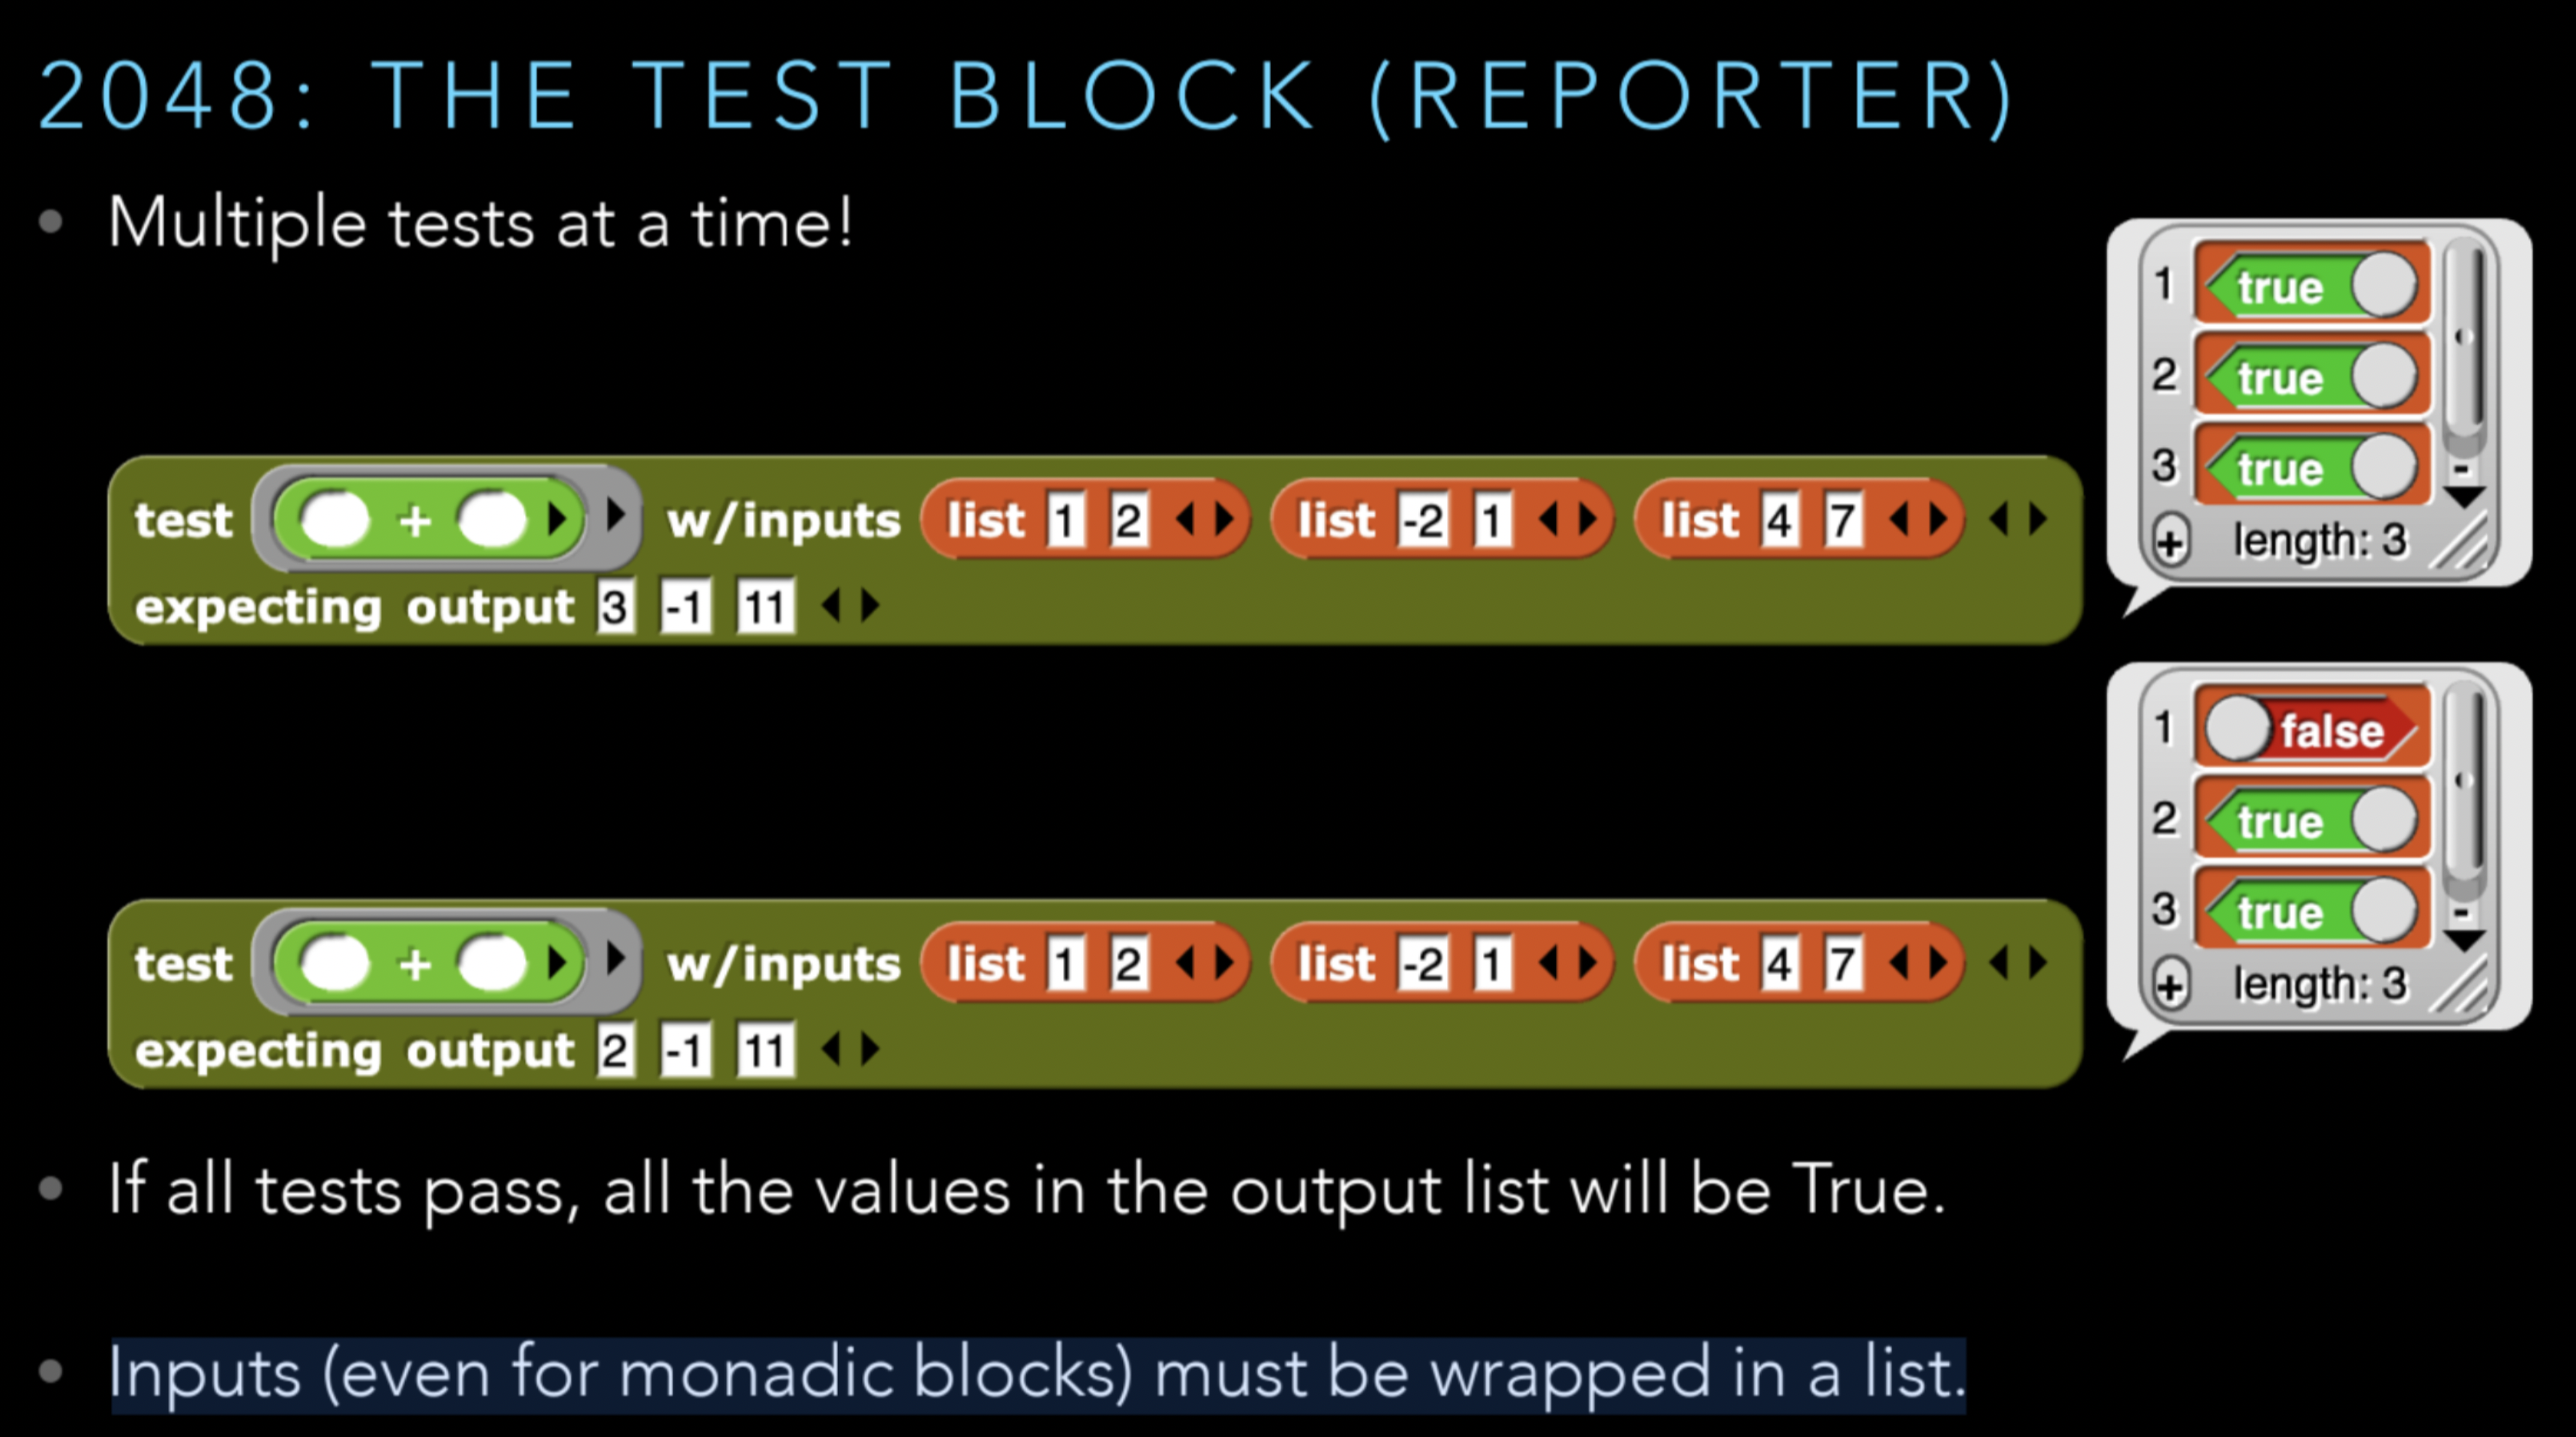 2048: THE TEST BLOCK (REPORTER)
• Multiple tests at a time!
1 true
2 true
3 true
length: 3
test + w/inputs list 1 2 list -2 1 list 4 7
expecting output 3 -1 11
1 false
2 true
3 true
length: 3
test + w/inputs list 1 2 list -2 1 list 4 7
expecting output 2 -1 11
• If all tests pass, all the values in the output list will be True.
• Inputs (even for monadic blocks) must be wrapped in a list.